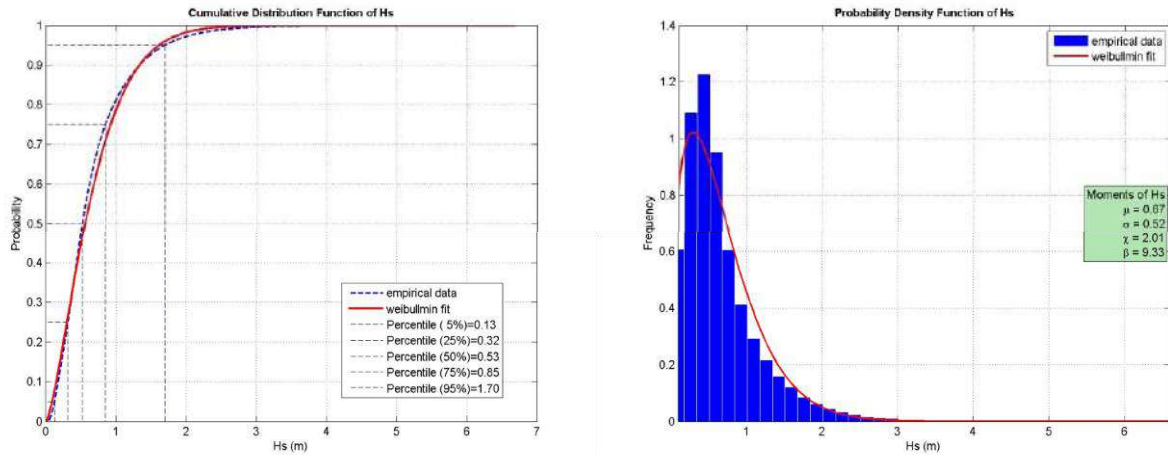 Cumulative Distribution Function of Hs
1
0.9
0.8
0.7
0.6
0.5
0.4
0.3
0.2
0.1
0
Probability
empirical data
weibullmin fit
Percentile ( 5%)=0.13
Percentile (25%)=0.32
Percentile (50%)=0.53
Percentile (75%)=0.85
Percentile (95%)=1.70
0 1 2 3 4 5 6 7
Hs (m)
Probability Density Function of Hs
1.4
1.2
1
0.8
0.6
0.4
0.2
0
Frequency
empirical data
weibullmin fit
Moments of Hs
μ = 0.67
σ = 0.52
χ = 2.01
β = 9.33
1 2 3 4 5 6
Hs (m)